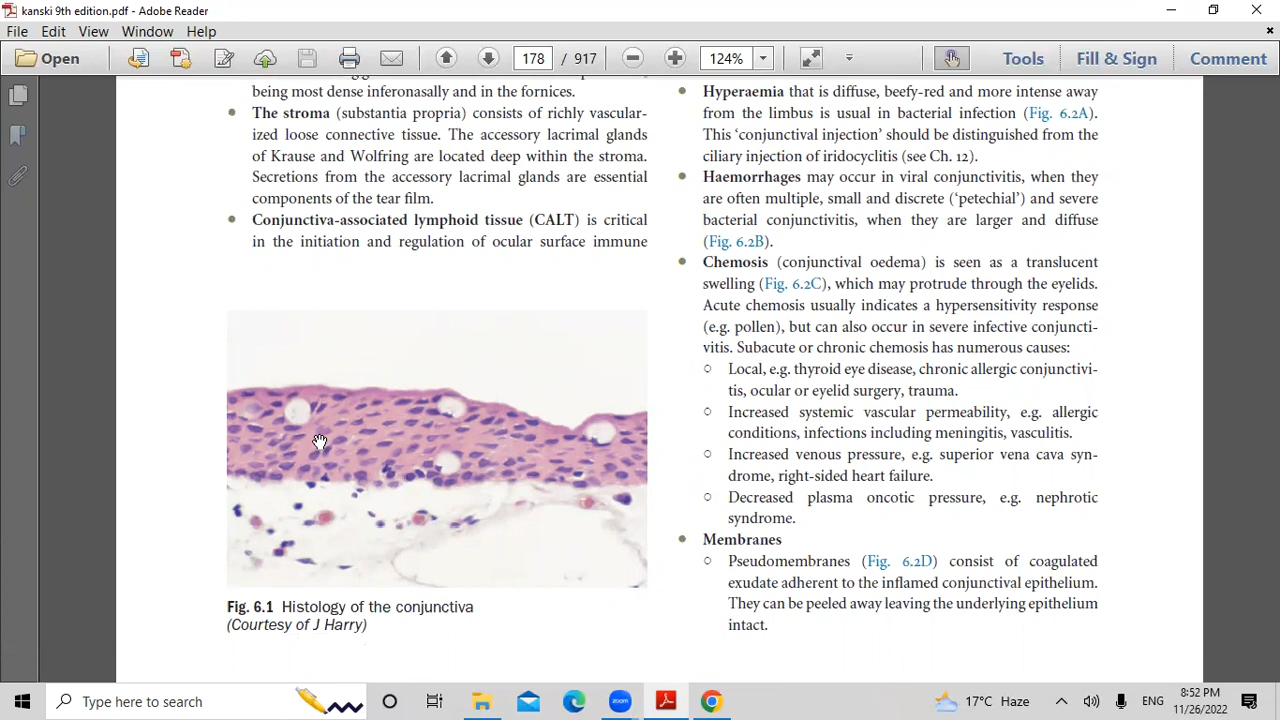 kanski 9th edition.pdf - Adobe Reader
File Edit View Window Help
Open 178 / 917 124% Tools Fill & Sign Comment
being most dense inferonasally and in the fornices.
The stroma (substantia propria) consists of richly vascular-
ized loose connective tissue. The accessory lacrimal glands
of Krause and Wolfring are located deep within the stroma.
Secretions from the accessory lacrimal glands are essential
components of the tear film.
Conjunctiva-associated lymphoid tissue (CALT) is critical
in the initiation and regulation of ocular surface immune
Fig. 6.1 Histology of the conjunctiva
(Courtesy of J Harry)
Hyperaemia that is diffuse, beefy-red and more intense away
from the limbus is usual in bacterial infection (Fig. 6.2A).
This ‘conjunctival injection’ should be distinguished from the
ciliary injection of iridocyclitis (see Ch. 12).
Haemorrhages may occur in viral conjunctivitis, when they
are often multiple, small and discrete (‘petechial’) and severe
bacterial conjunctivitis, when they are larger and diffuse
(Fig. 6.2B).
Chemosis (conjunctival oedema) is seen as a translucent
swelling (Fig. 6.2C), which may protrude through the eyelids.
Acute chemosis usually indicates a hypersensitivity response
(e.g. pollen), but can also occur in severe infective conjuncti-
vitis. Subacute or chronic chemosis has numerous causes:
Local, e.g. thyroid eye disease, chronic allergic conjunctivi-
tis, ocular or eyelid surgery, trauma.
Increased systemic vascular permeability, e.g. allergic
conditions, infections including meningitis, vasculitis.
Increased venous pressure, e.g. superior vena cava syn-
drome, right-sided heart failure.
Decreased plasma oncotic pressure, e.g. nephrotic
syndrome.
Membranes
Pseudomembranes (Fig. 6.2D) consist of coagulated
exudate adherent to the inflamed conjunctival epithelium.
They can be peeled away leaving the underlying epithelium
intact.
Type here to search
zoom
17°C Haze
ENG
8:52 PM
11/26/2022